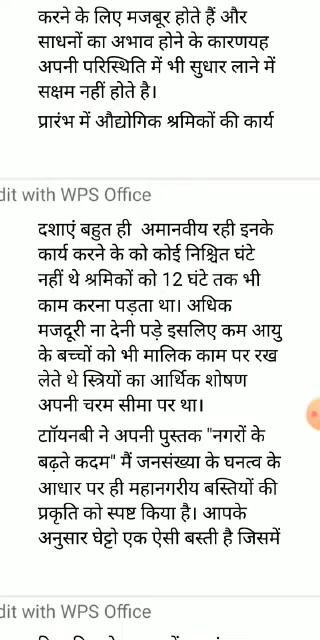 करने के लिए मजबूर होते हैं और
साधनों का अभाव होने के कारणयह
अपनी परिस्थिति में भी सुधार लाने में
सक्षम नहीं होते है।
प्रारंभ में औद्योगिक श्रमिकों की कार्य
dit with WPS Office
दशाएं बहुत ही अमानवीय रही इनके
कार्य करने के को कोई निश्चित घंटे
नहीं थे श्रमिकों को 12 घंटे तक भी
काम करना पड़ता था। अधिक
मजदूरी ना देनी पड़े इसलिए कम आयु
के बच्चों को भी मालिक काम पर रख
लेते थे स्त्रियों का आर्थिक शोषण
अपनी चरम सीमा पर था।
टाॅयनबी ने अपनी पुस्तक "नगरों के
बढ़ते कदम" मैं जनसंख्या के घनत्व के
आधार पर ही महानगरीय बस्तियों की
प्रकृति को स्पष्ट किया है। आपके
अनुसार घेट्टो एक ऐसी बस्ती है जिसमें
dit with WPS Office